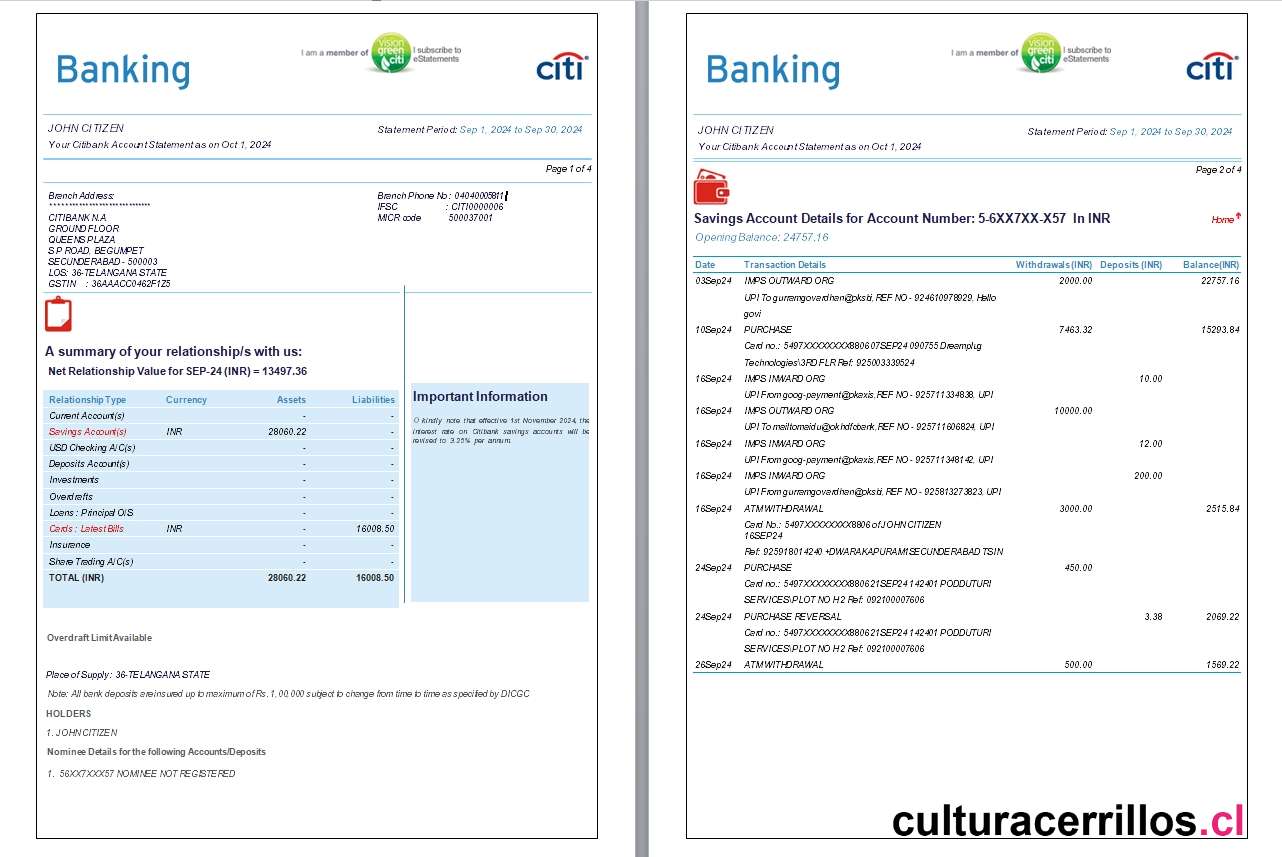 Banking
I am a member of vision green citi I subscribe to eStatements
citi
JOHN CITIZEN
Statement Period: Sep 1, 2024 to Sep 30, 2024
Your Citibank Account Statement as on Oct 1, 2024
Page 1 of 4
Branch Address:
Branch Phone No : 04040005811
****************************
IFSC : CITI0000006
CITIBANK N.A
MICR code 500037001
GROUND FLOOR
QUEENS PLAZA
S P ROAD, BEGUMPET
SECUNDERABAD - 500003
LOS: 36-TELANGANA STATE
GSTIN : 36AAACC0462F1Z5
A summary of your relationship/s with us:
Net Relationship Value for SEP-24 (INR) = 13497.36
Relationship Type Currency Assets Liabilities
Current Account(s) - -
Savings Account(s) INR 28060.22 -
USD Checking A/C(s) - -
Deposits Account(s) - -
Investments - -
Overdrafts - -
Loans : Principal O/S - -
Cards : Latest Bills INR - 16008.50
Insurance - -
Share Trading A/C(s) - -
TOTAL (INR) 28060.22 16008.50
Important Information
kindly note that effective 1st November 2024, the
interest rate on Citibank savings accounts will be
revised to 3.25% per annum.
Overdraft Limit Available
Place of Supply : 36-TELANGANA STATE
Note: All bank deposits are insured up to maximum of Rs. 1,00,000 subject to change from time to time as specified by DICGC
HOLDERS
1. JOHN CITIZEN
Nominee Details for the following Accounts/Deposits
1. 56XX7XXX57 NOMINEE NOT REGISTERED
Banking
I am a member of vision green citi I subscribe to eStatements
citi
JOHN CITIZEN
Statement Period: Sep 1, 2024 to Sep 30, 2024
Your Citibank Account Statement as on Oct 1, 2024
Page 2 of 4
Savings Account Details for Account Number: 5-6XX7XX-X57 In INR
Home
Opening Balance: 24757.16
Date Transaction Details Withdrawals (INR) Deposits (INR) Balance(INR)
03Sep24 IMPS OUTWARD ORG 2000.00 22757.16
UPI To gurramgovardhan@pksbi, REF NO - 924610978929, Hello
govi
10Sep24 PURCHASE 7463.32 15293.84
Card no.: 5497XXXXXXXX880607SEP24 090755 Dreamplug
Technologies\3RD FLR Ref: 925003339524
16Sep24 IMPS INWARD ORG 10.00
UPI From goog-payment@pkaxis, REF NO - 925711334838, UPI
16Sep24 IMPS OUTWARD ORG 10000.00
UPI To mailtomaidu@okhdfcbank, REF NO - 925711606824, UPI
16Sep24 IMPS INWARD ORG 12.00
UPI From goog-payment@pkaxis, REF NO - 925711348142, UPI
16Sep24 IMPS INWARD ORG 200.00
UPI From gurramgovardhan@pksbi, REF NO - 925813273823, UPI
16Sep24 ATM WITHDRAWAL 3000.00 2515.84
Card No.: 5497XXXXXXXX8806 of JOHN CITIZEN
16SEP24
Ref: 925918014240 +DWARAKAPURAM1SECUNDERABAD TSIN
24Sep24 PURCHASE 450.00
Card no.: 5497XXXXXXXX880621SEP24 142401 PODDUTURI
SERVICES\PLOT NO H 2 Ref: 092100007606
24Sep24 PURCHASE REVERSAL 3.38 2069.22
Card no.: 5497XXXXXXXX880621SEP24 142401 PODDUTURI
SERVICES\PLOT NO H 2 Ref: 092100007606
26Sep24 ATM WITHDRAWAL 500.00 1569.22
culturacerrillos.cl